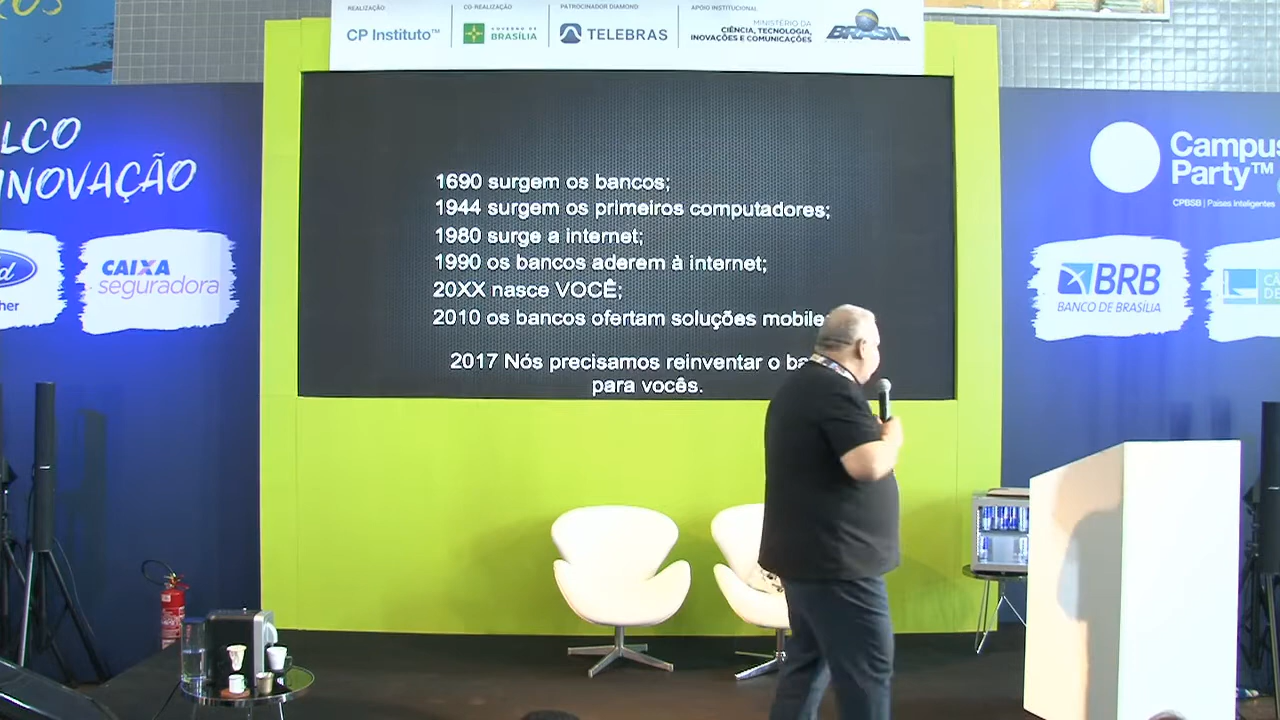 REALIZAÇÃO
CP Instituto™
CO-REALIZAÇÃO
GOVERNO DE
BRASÍLIA
PATROCINADOR DIAMOND
TELEBRAS
APOIO INSTITUCIONAL
MINISTÉRIO DA
CIÊNCIA, TECNOLOGIA,
INOVAÇÕES E COMUNICAÇÕES
BRASIL
LCO
INOVAÇÃO
CAIXA
seguradora
1690 surgem os bancos;
1944 surgem os primeiros computadores;
1980 surge a internet;
1990 os bancos aderem à internet;
20XX nasce VOCÊ;
2010 os bancos ofertam soluções mobile
2017 Nós precisamos reinventar o ba
para vocês.
Campus
Party™
CPBSB | Países Inteligentes
BRB
BANCO DE BRASÍLIA